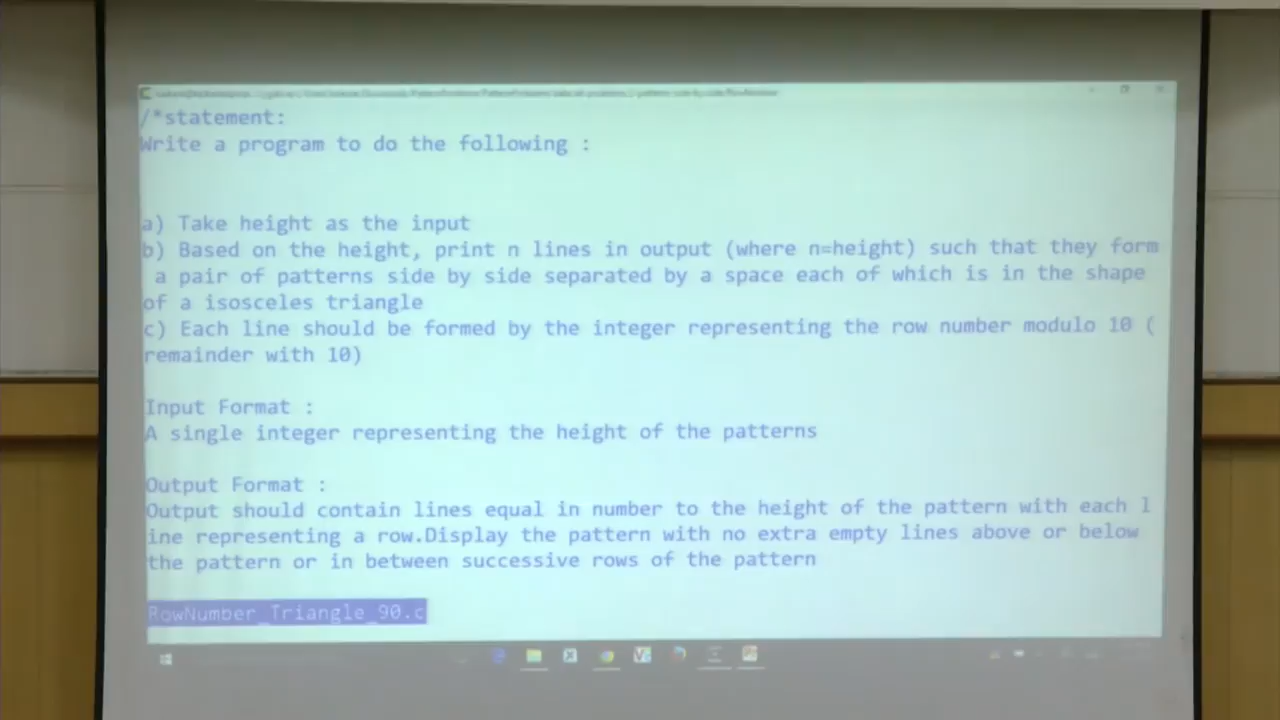 /*statement:
Write a program to do the following :
a) Take height as the input
b) Based on the height, print n lines in output (where n=height) such that they form
a pair of patterns side by side separated by a space each of which is in the shape
of a isosceles triangle
c) Each line should be formed by the integer representing the row number modulo 10 (
remainder with 10)
Input Format :
A single integer representing the height of the patterns
Output Format :
Output should contain lines equal in number to the height of the pattern with each l
ine representing a row.Display the pattern with no extra empty lines above or below
the pattern or in between successive rows of the pattern
RowNumber_Triangle_90.c